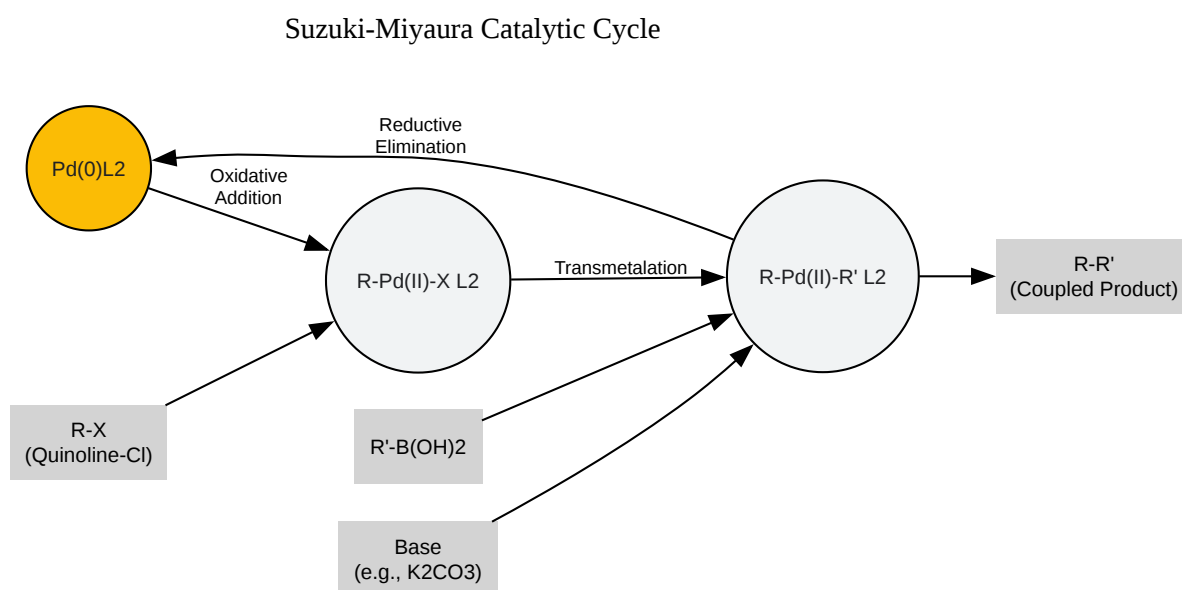 Suzuki-Miyaura Catalytic Cycle
Reductive
Elimination
Pd(0)L2
Oxidative
Addition
R-Pd(II)-X L2
Transmetalation
R-Pd(II)-R' L2
R-R'
(Coupled Product)
R-X
(Quinoline-Cl)
R'-B(OH)2
Base
(e.g., K2CO3)